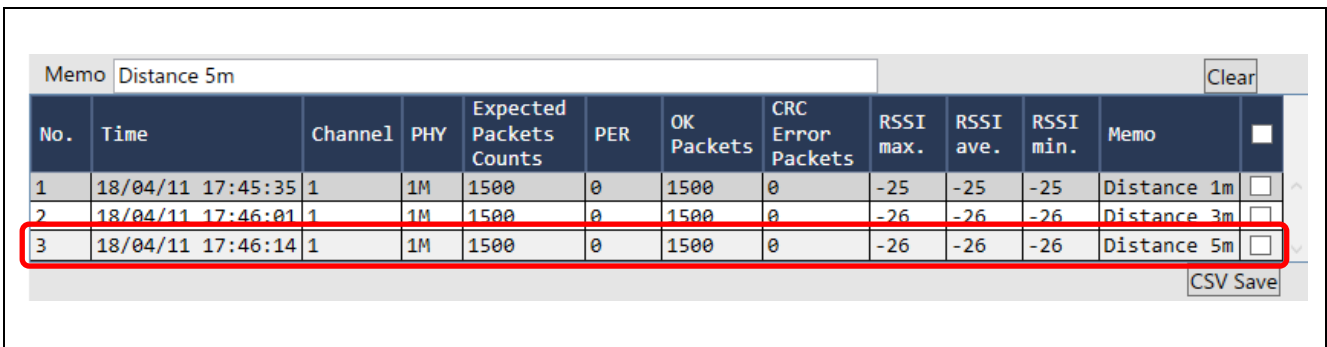 Memo Distance 5m Clear
No. Time Channel PHY Expected Packets Counts PER OK Packets CRC Error Packets RSSI max. RSSI ave. RSSI min. Memo
1 18/04/11 17:45:35 1 1M 1500 0 1500 0 -25 -25 -25 Distance 1m
2 18/04/11 17:46:01 1 1M 1500 0 1500 0 -26 -26 -26 Distance 3m
3 18/04/11 17:46:14 1 1M 1500 0 1500 0 -26 -26 -26 Distance 5m
CSV Save